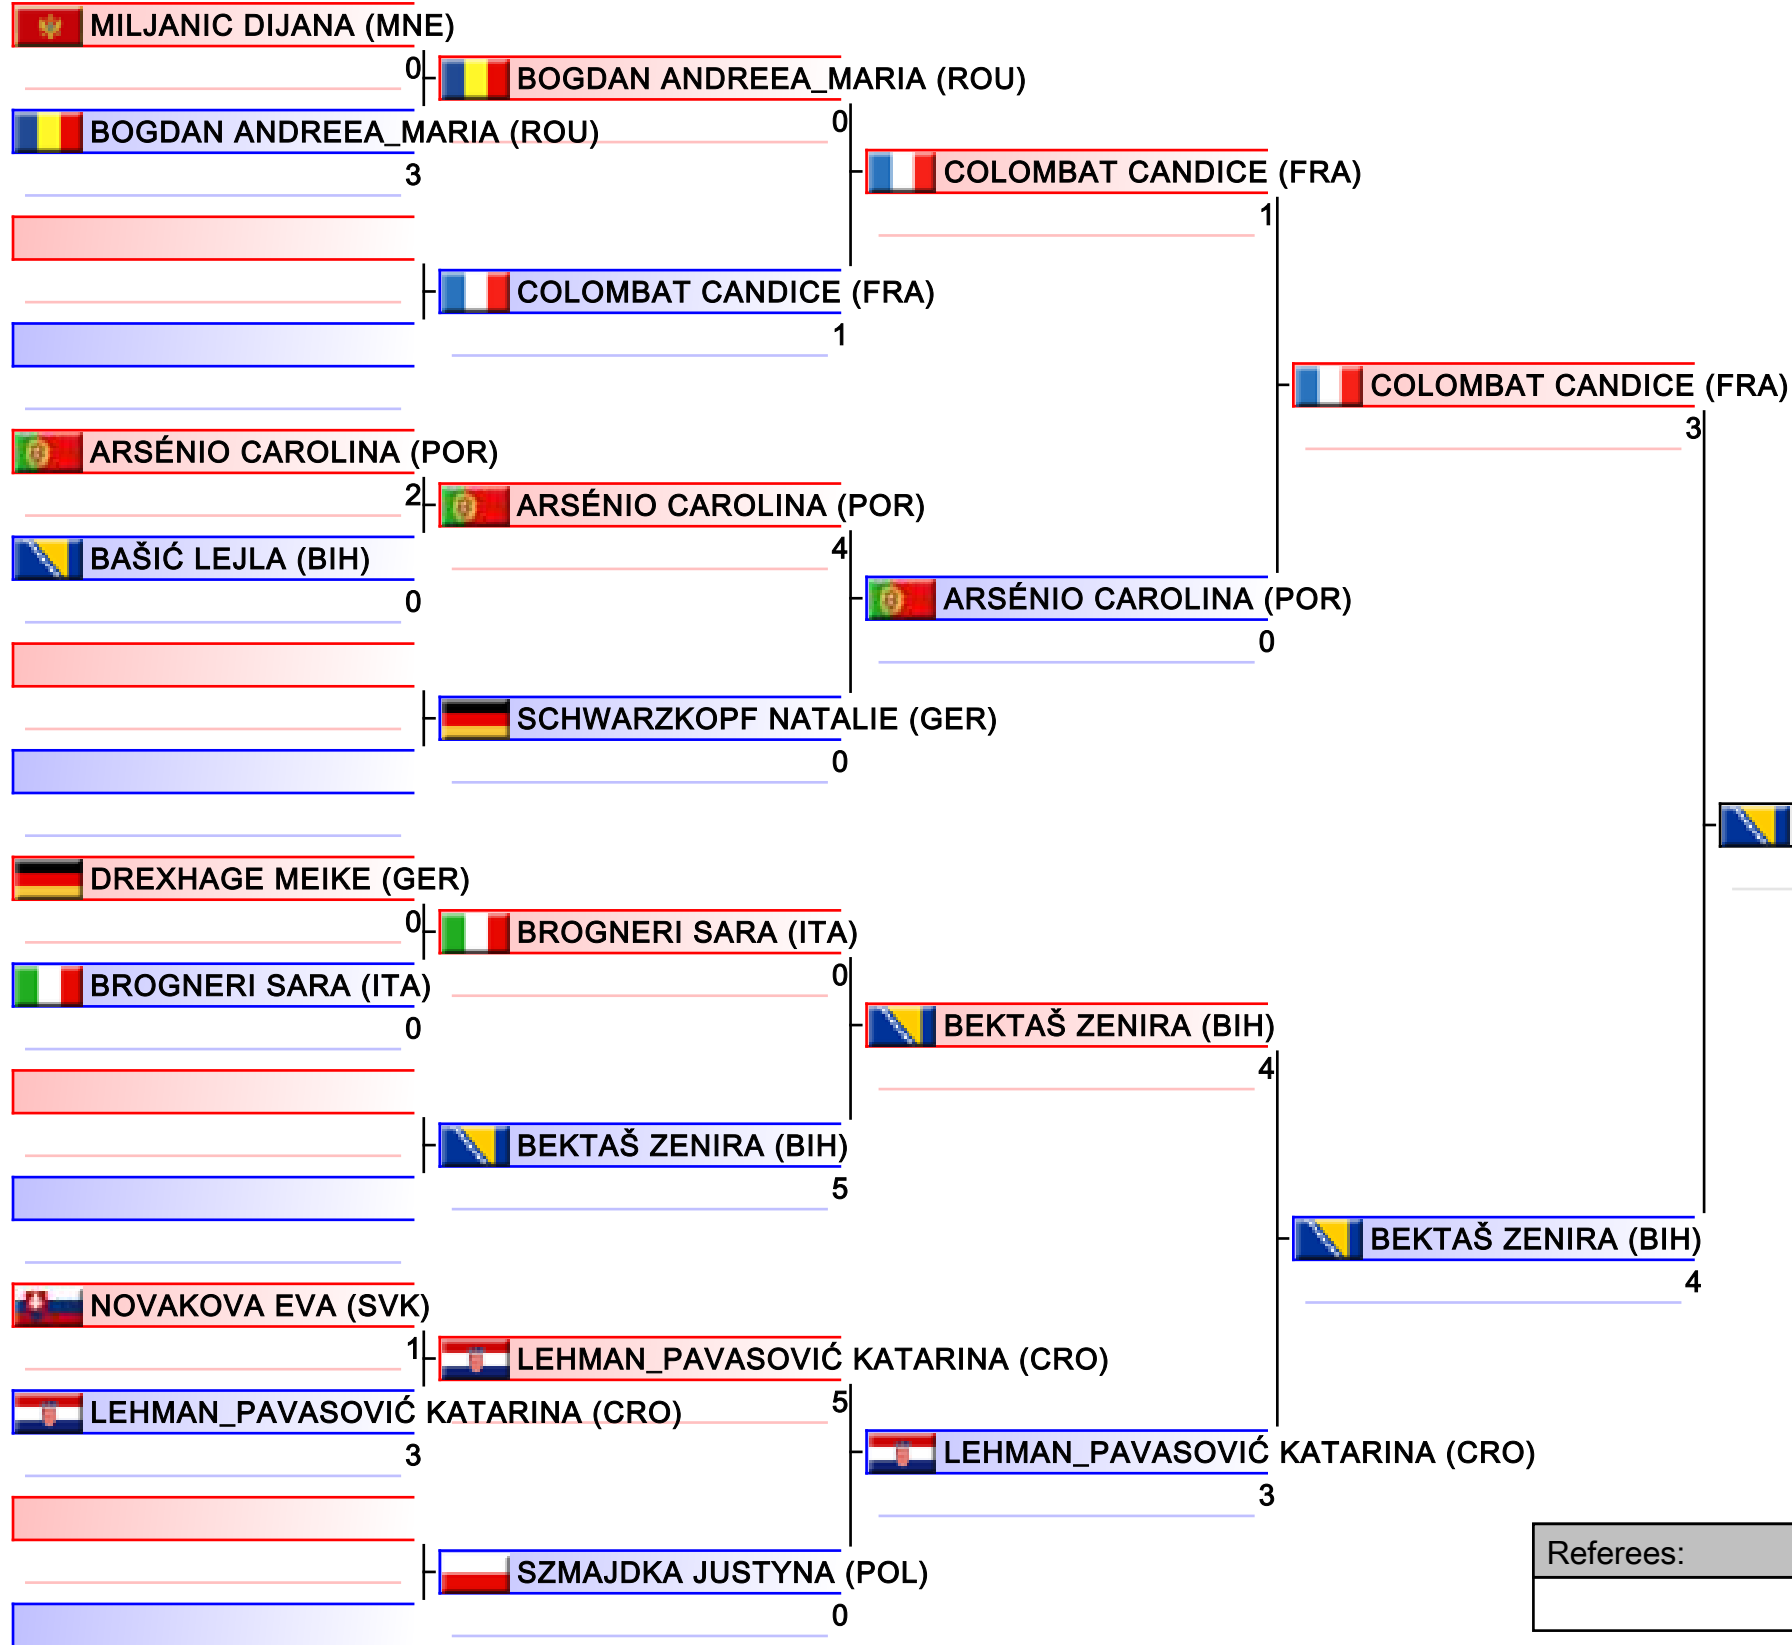 MILJANIC DIJANA (MNE)
0
BOGDAN ANDREEA_MARIA (ROU)
BOGDAN ANDREEA_MARIA (ROU)
3
0
COLOMBAT CANDICE (FRA)
1
COLOMBAT CANDICE (FRA)
1
COLOMBAT CANDICE (FRA)
3
ARSÉNIO CAROLINA (POR)
2
ARSÉNIO CAROLINA (POR)
4
BAŠIĆ LEJLA (BIH)
0
ARSÉNIO CAROLINA (POR)
0
SCHWARZKOPF NATALIE (GER)
0
DREXHAGE MEIKE (GER)
0
BROGNERI SARA (ITA)
0
BROGNERI SARA (ITA)
0
BEKTAŠ ZENIRA (BIH)
4
BEKTAŠ ZENIRA (BIH)
5
BEKTAŠ ZENIRA (BIH)
4
NOVAKOVA EVA (SVK)
1
LEHMAN_PAVASOVIĆ KATARINA (CRO)
5
LEHMAN_PAVASOVIĆ KATARINA (CRO)
3
LEHMAN_PAVASOVIĆ KATARINA (CRO)
3
SZMAJDKA JUSTYNA (POL)
0
Referees: